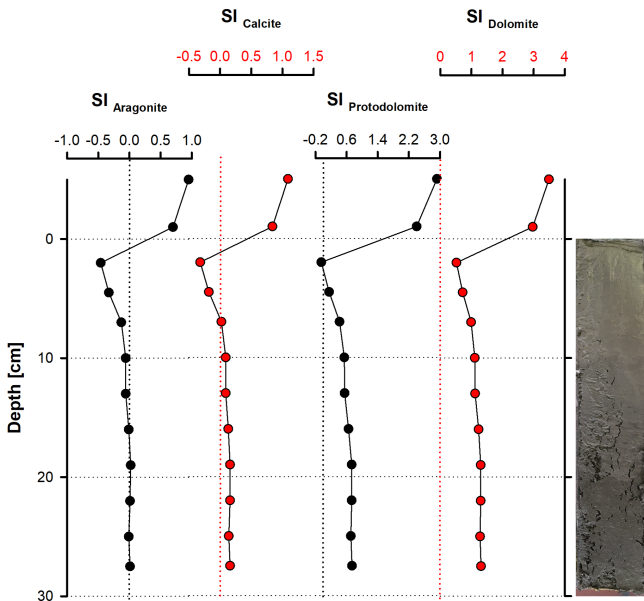 SI Calcite
SI Dolomite
-0.5 0.0 0.5 1.0 1.5
0 1 2 3 4
SI Aragonite
SI Protodolomite
-1.0 -0.5 0.0 0.5 1.0
-0.2 0.6 1.4 2.2 3.0
0
10
20
30
Depth [cm]